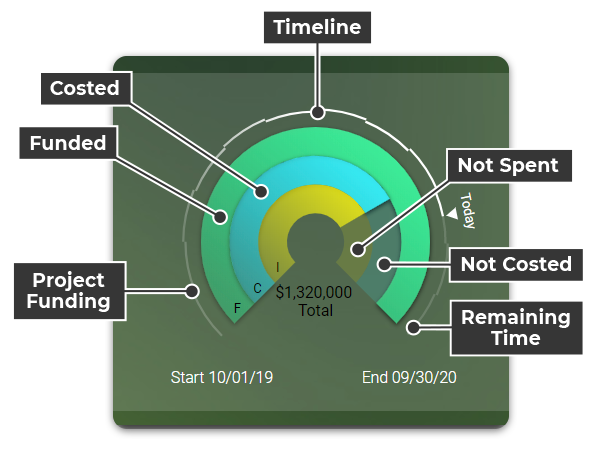 Timeline
Costed
Funded
Not Spent
Today
Project
Funding
Not Costed
I
C
F
$1,320,000
Total
Remaining
Time
Start 10/01/19
End 09/30/20